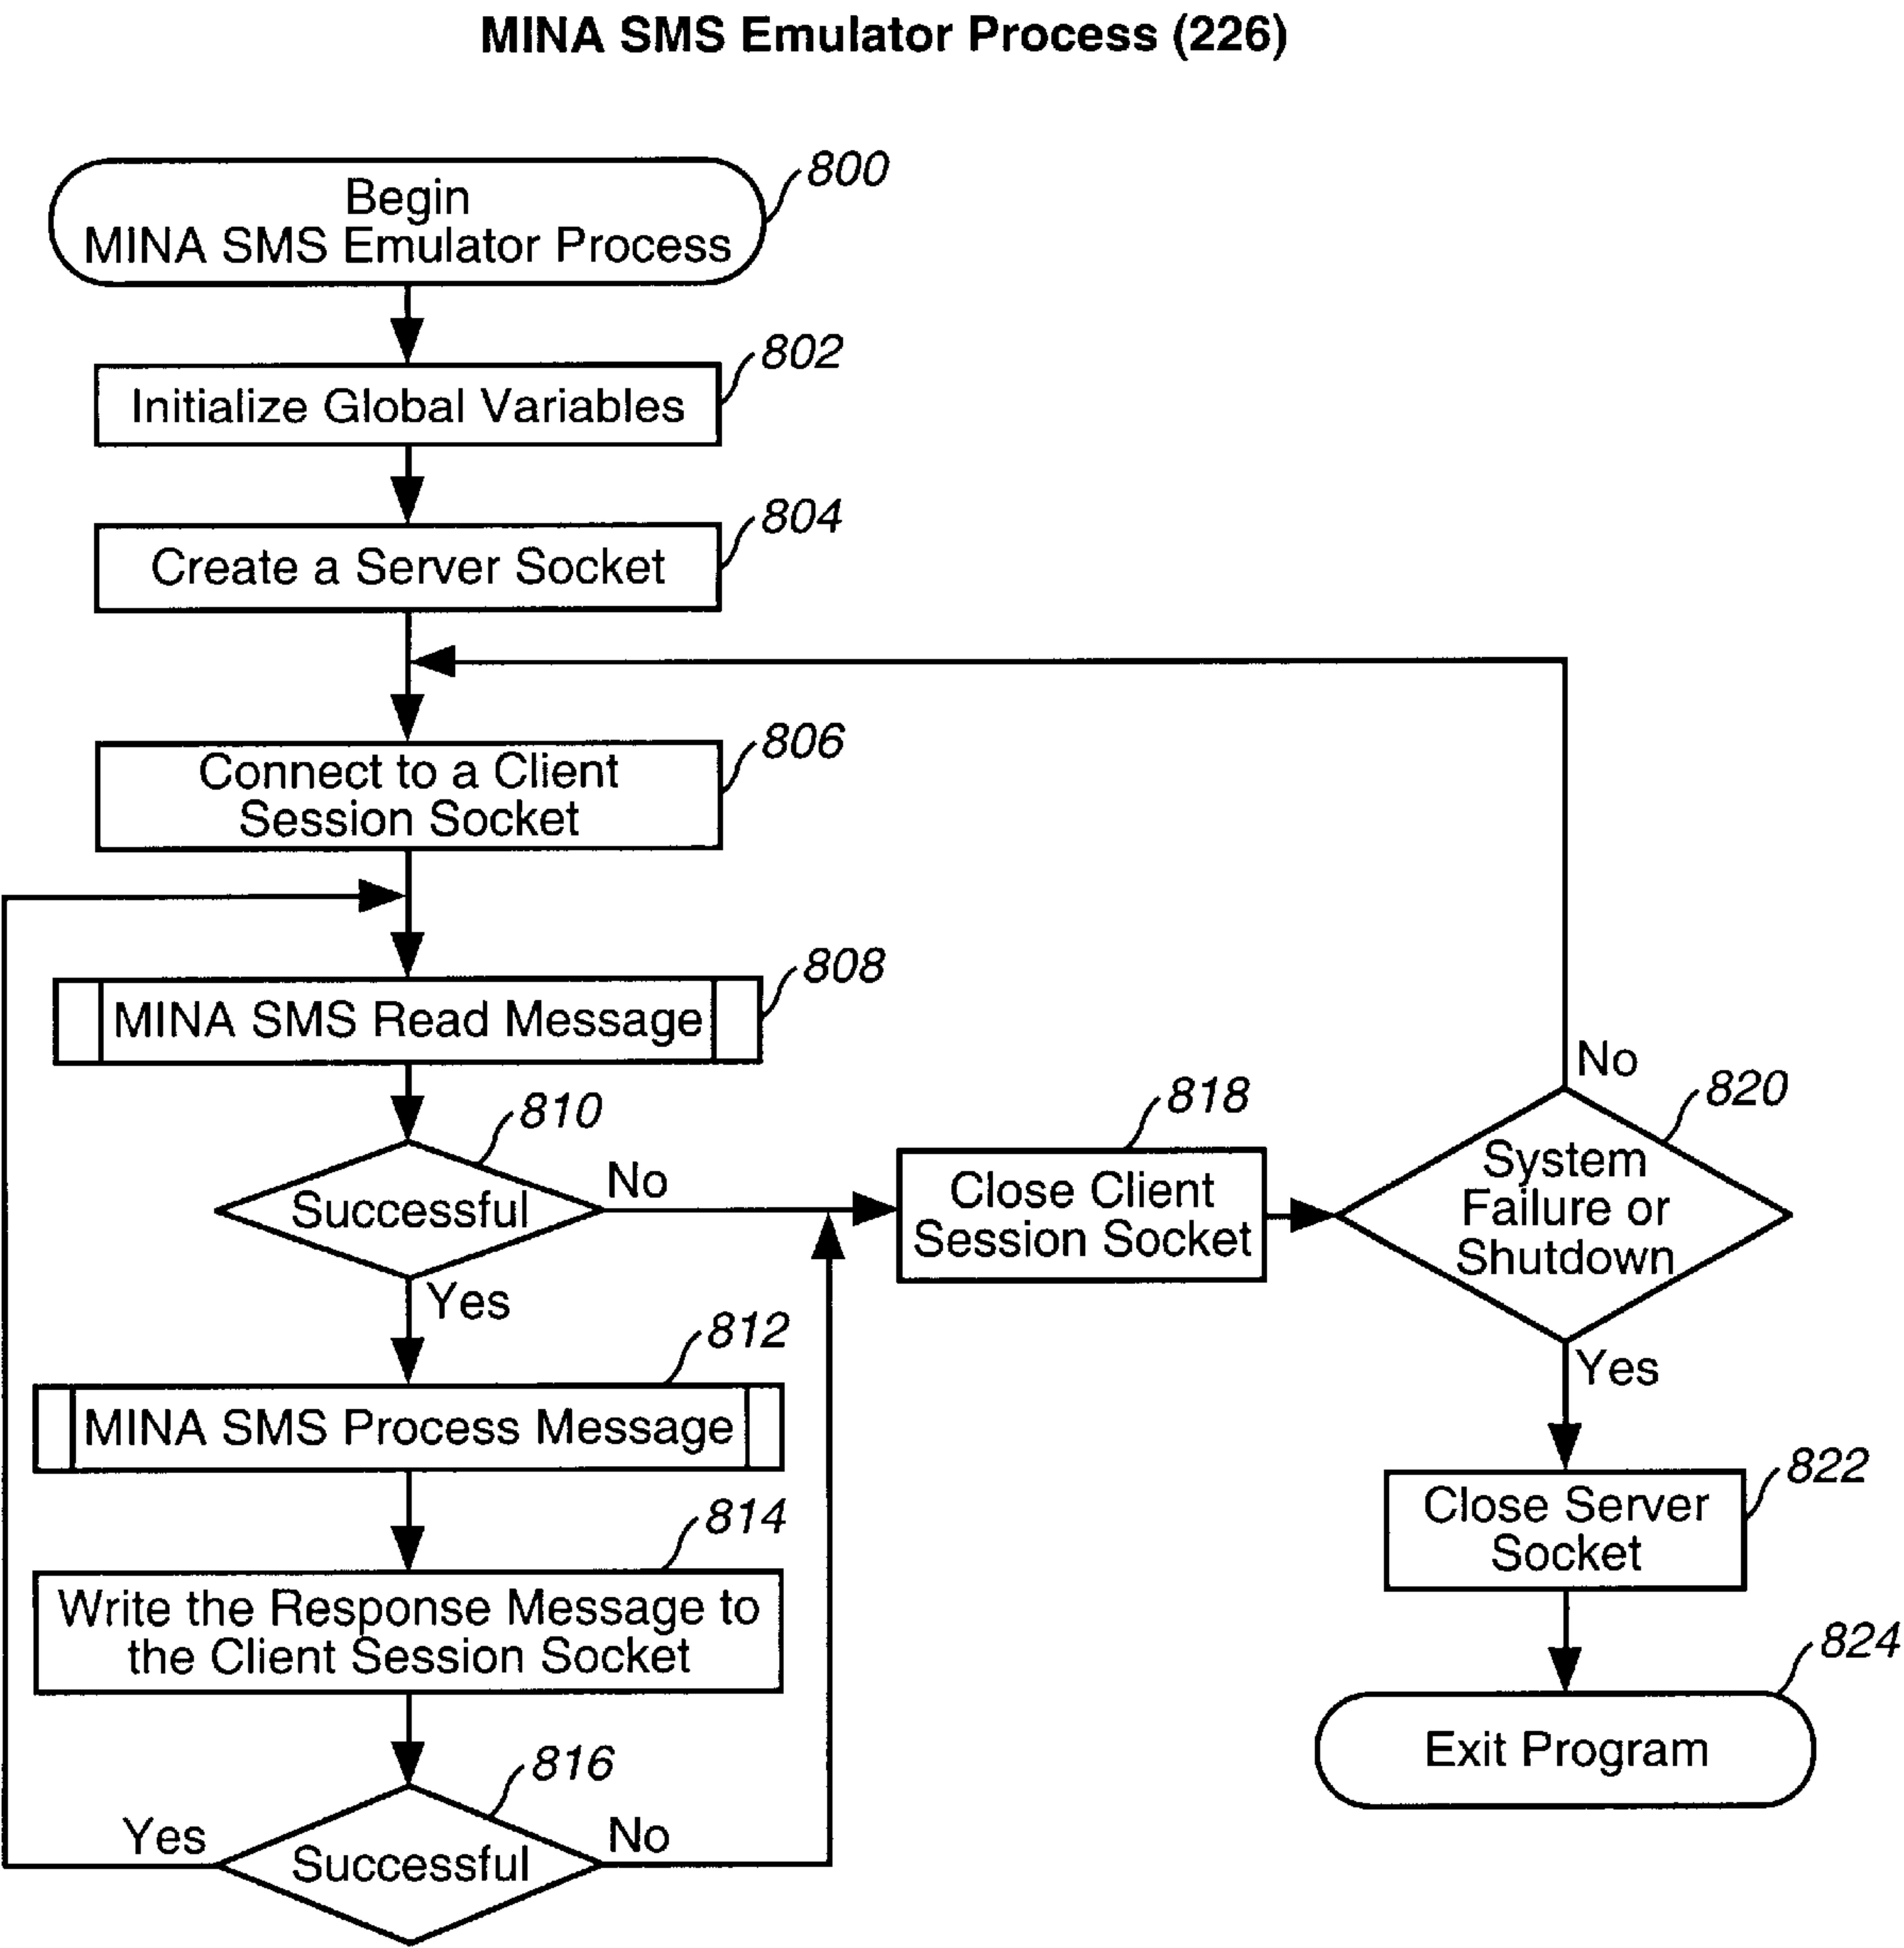 MINA SMS Emulator Process (226)
800
Begin
MINA SMS Emulator Process
802
Initialize Global Variables
804
Create a Server Socket
806
Connect to a Client
Session Socket
808
MINA SMS Read Message
810
Successful
No
Yes
818
Close Client
Session Socket
No
820
System
Failure or
Shutdown
Yes
812
MINA SMS Process Message
814
Write the Response Message to
the Client Session Socket
816
Yes
Successful
No
822
Close Server
Socket
824
Exit Program